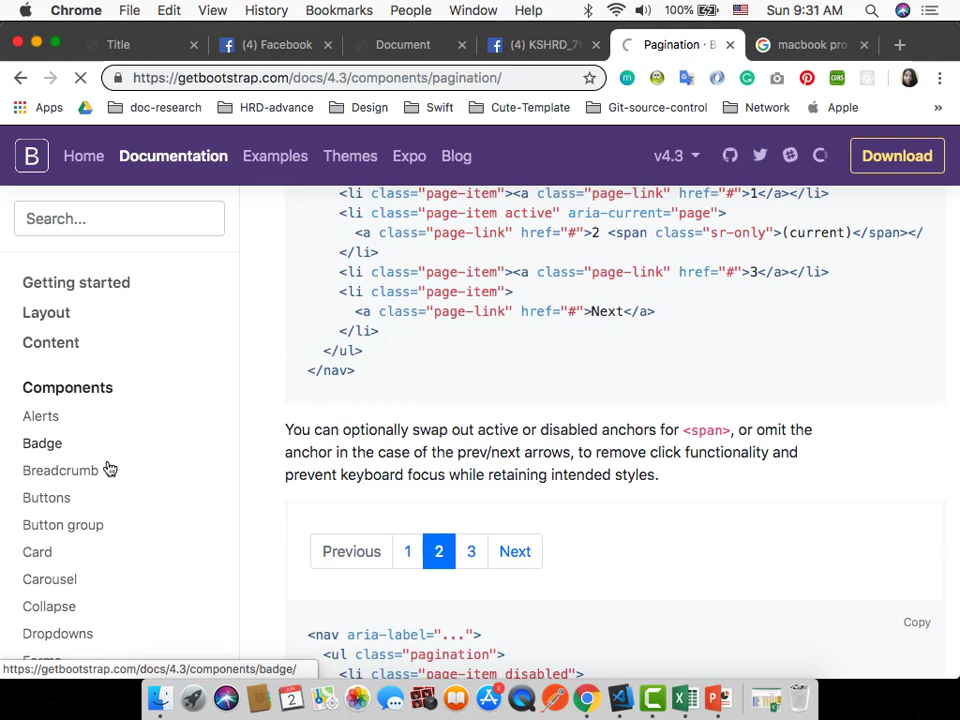 Chrome File Edit View History Bookmarks People Window Help 100% Sun 9:31 AM
Title (4) Facebook Document (4) KSHRD_7 Pagination · B macbook pro
https://getbootstrap.com/docs/4.3/components/pagination/
Apps doc-research HRD-advance Design Swift Cute-Template Git-source-control Network Apple »
B Home Documentation Examples Themes Expo Blog v4.3 Download
Search...
Getting started
Layout
Content
Components
Alerts
Badge
Breadcrumb
Buttons
Button group
Card
Carousel
Collapse
Dropdowns
https://getbootstrap.com/docs/4.3/components/badge/
<li class="page-item"><a class="page-link" href="#">1</a></li>
<li class="page-item active" aria-current="page">
<a class="page-link" href="#">2 <span class="sr-only">(current)</span></
</li>
<li class="page-item"><a class="page-link" href="#">3</a></li>
<li class="page-item">
<a class="page-link" href="#">Next</a>
</li>
</ul>
</nav>
You can optionally swap out active or disabled anchors for <span>, or omit the
anchor in the case of the prev/next arrows, to remove click functionality and
prevent keyboard focus while retaining intended styles.
Previous 1 2 3 Next
Copy
<nav aria-label="...">
<ul class="pagination">
<li class="page-item disabled">